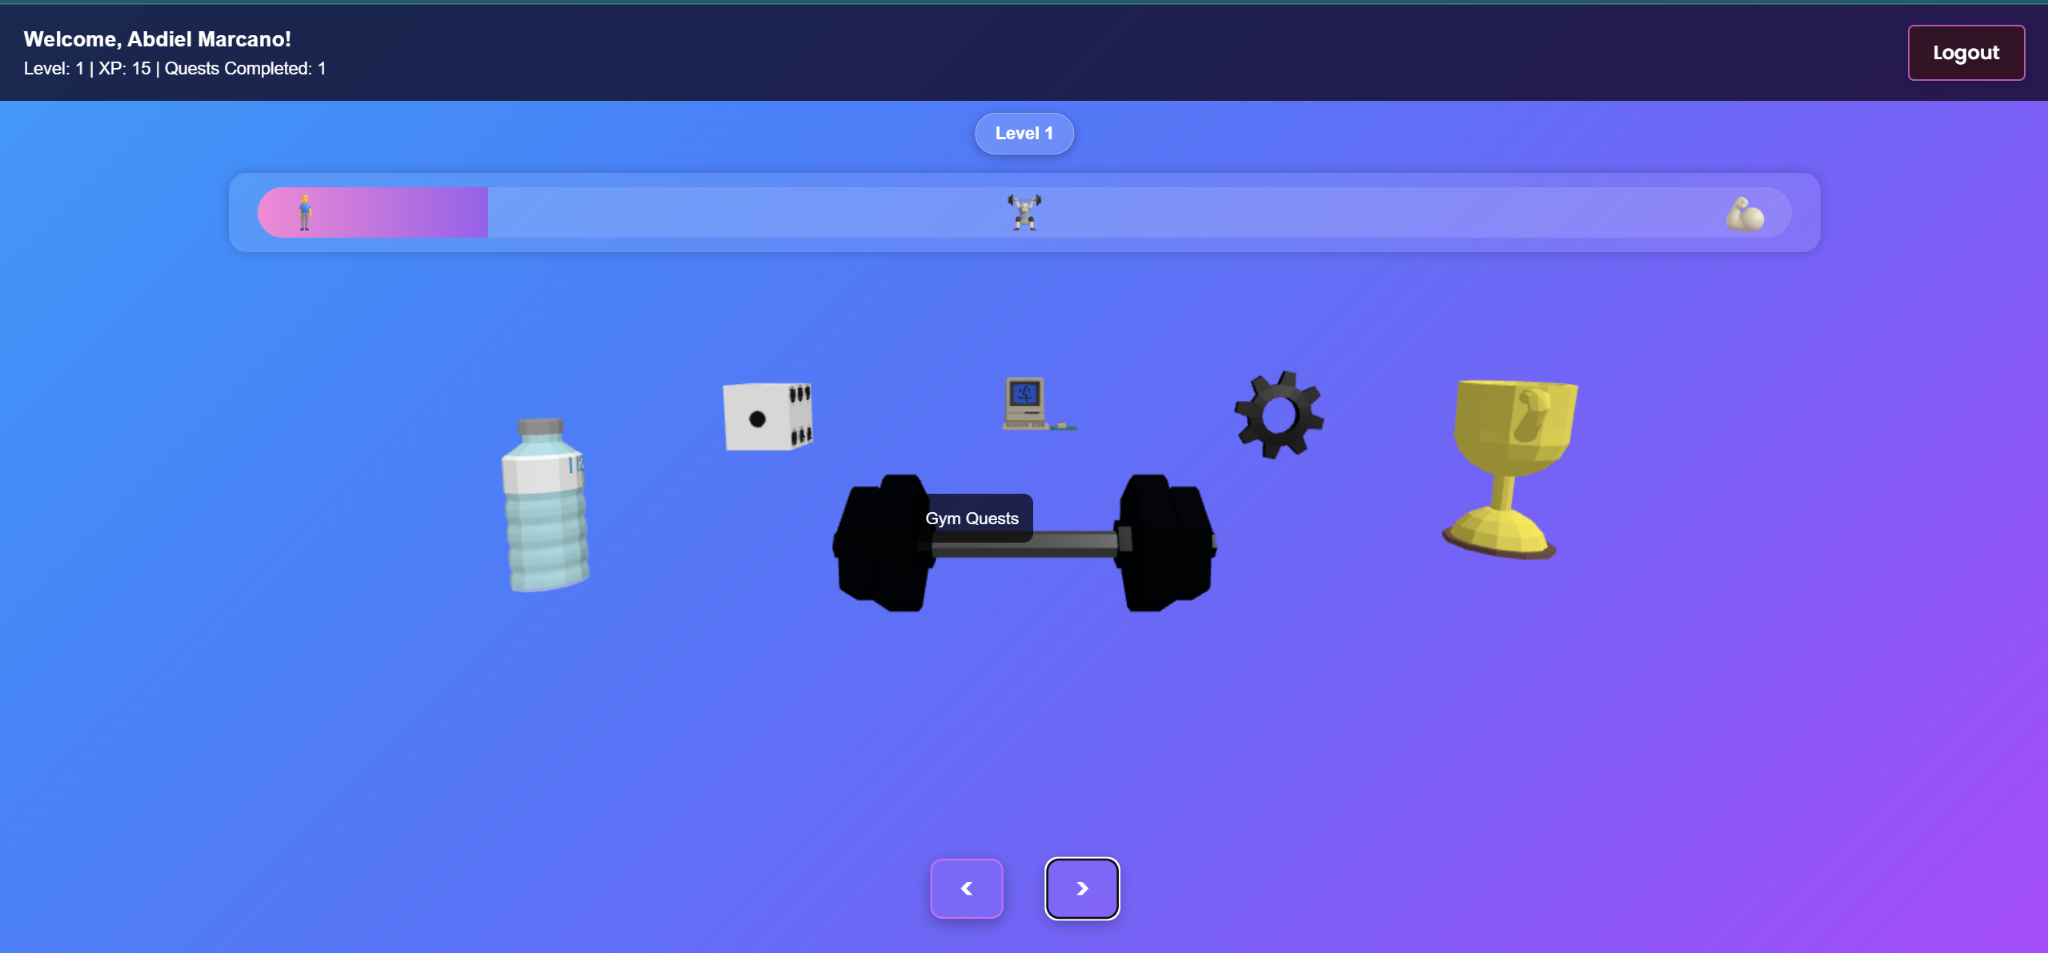 Welcome, Abdiel Marcano!
Level: 1 | XP: 15 | Quests Completed: 1
Logout
Level 1
Gym Quests
<
>